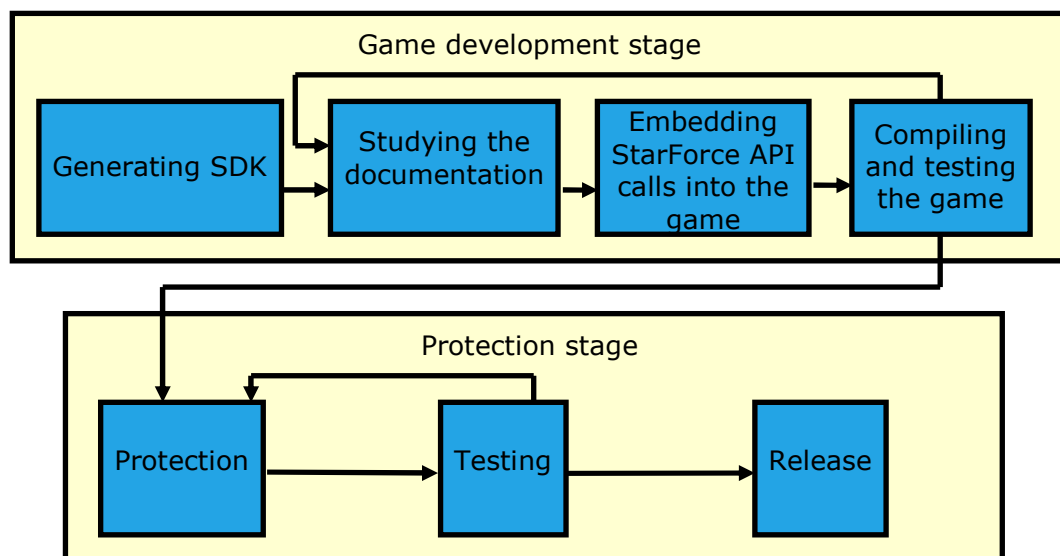 Game development stage
Generating SDK
Studying the
documentation
Embedding
StarForce API
calls into the
game
Compiling
and testing
the game
Protection stage
Protection
Testing
Release